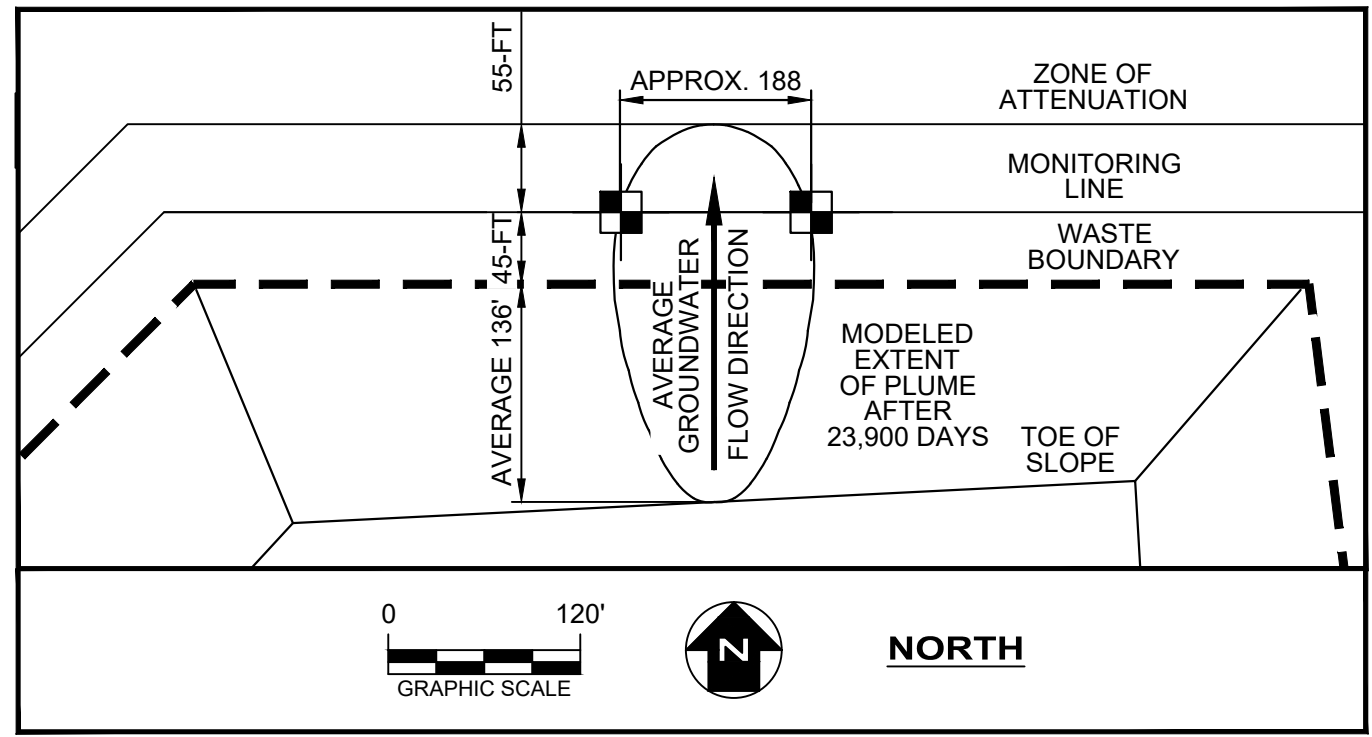 55-FT
APPROX. 188
ZONE OF
ATTENUATION
MONITORING
LINE
45-FT
WASTE
BOUNDARY
AVERAGE 136'
AVERAGE
GROUNDWATER
FLOW DIRECTION
MODELED
EXTENT
OF PLUME
AFTER
23,900 DAYS
TOE OF
SLOPE
0 120'
GRAPHIC SCALE
N
NORTH